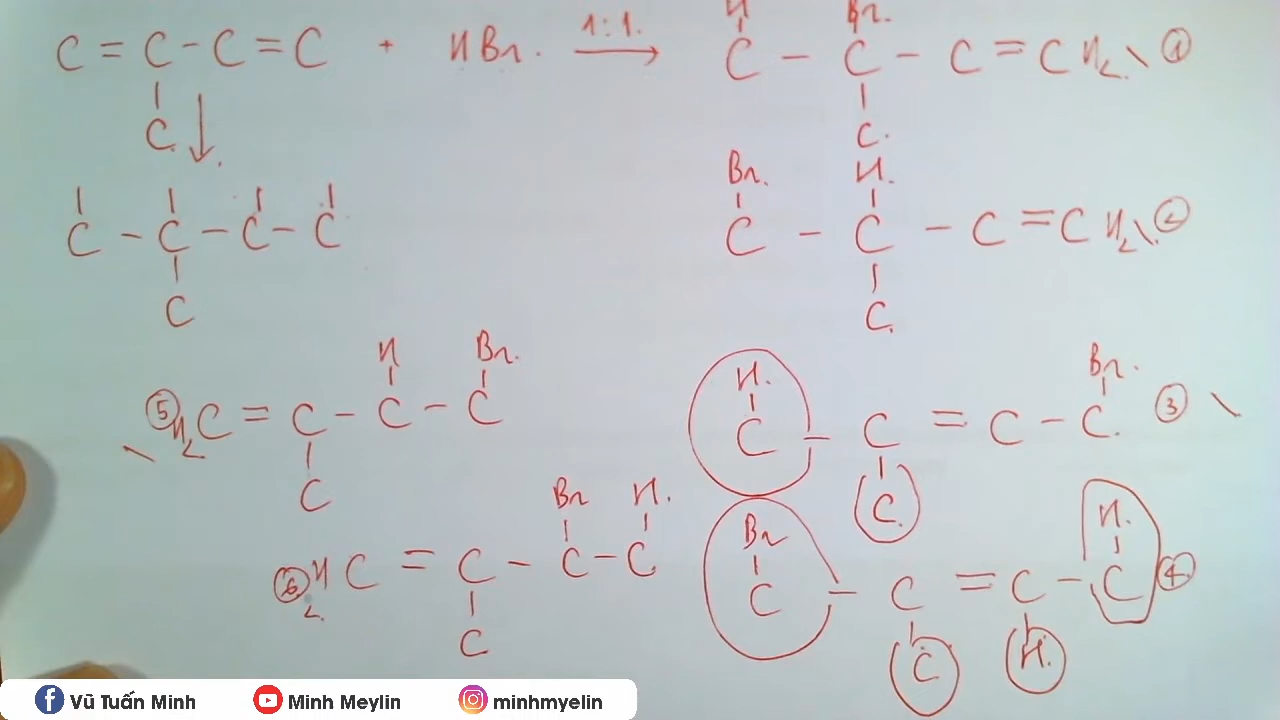 C = C - C = C + HBr. 1:1. → H Br. C - C - C = CH₂ \ ①
C. C.
Br. H.
C - C - C - C C - C - C = CH₂ \ ②
C C.
H Br. H. Br.
⑤ H₂C = C - C - C C - C = C - C. ③ \
C C.
Br H. Br H.
⑥ H₂C = C - C - C C - C = C - C ④
C C H.
Vũ Tuấn Minh Minh Meylin minhmyelin